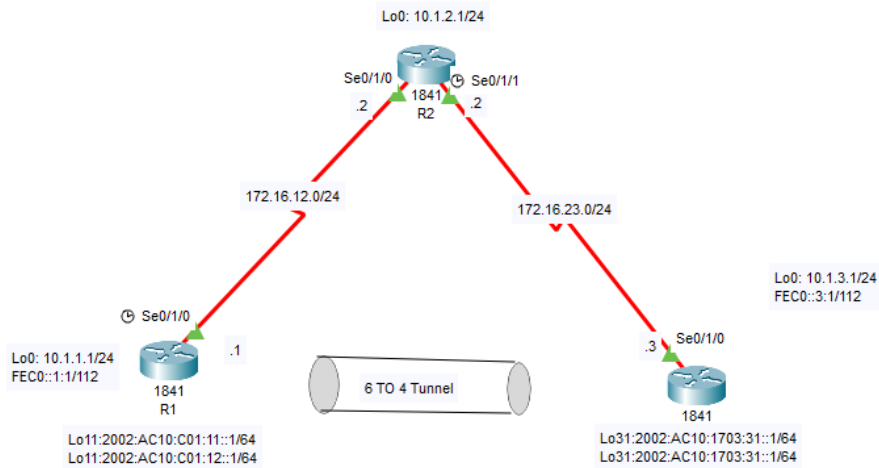 Lo0: 10.1.2.1/24
Se0/1/0
Se0/1/1
1841
R2
.2
.2
172.16.12.0/24
172.16.23.0/24
Lo0: 10.1.3.1/24
FEC0::3:1/112
Se0/1/0
.1
Lo0: 10.1.1.1/24
FEC0::1:1/112
1841
R1
6 TO 4 Tunnel
Se0/1/0
.3
1841
Lo11:2002:AC10:C01:11::1/64
Lo11:2002:AC10:C01:12::1/64
Lo31:2002:AC10:1703:31::1/64
Lo31:2002:AC10:1703:31::1/64